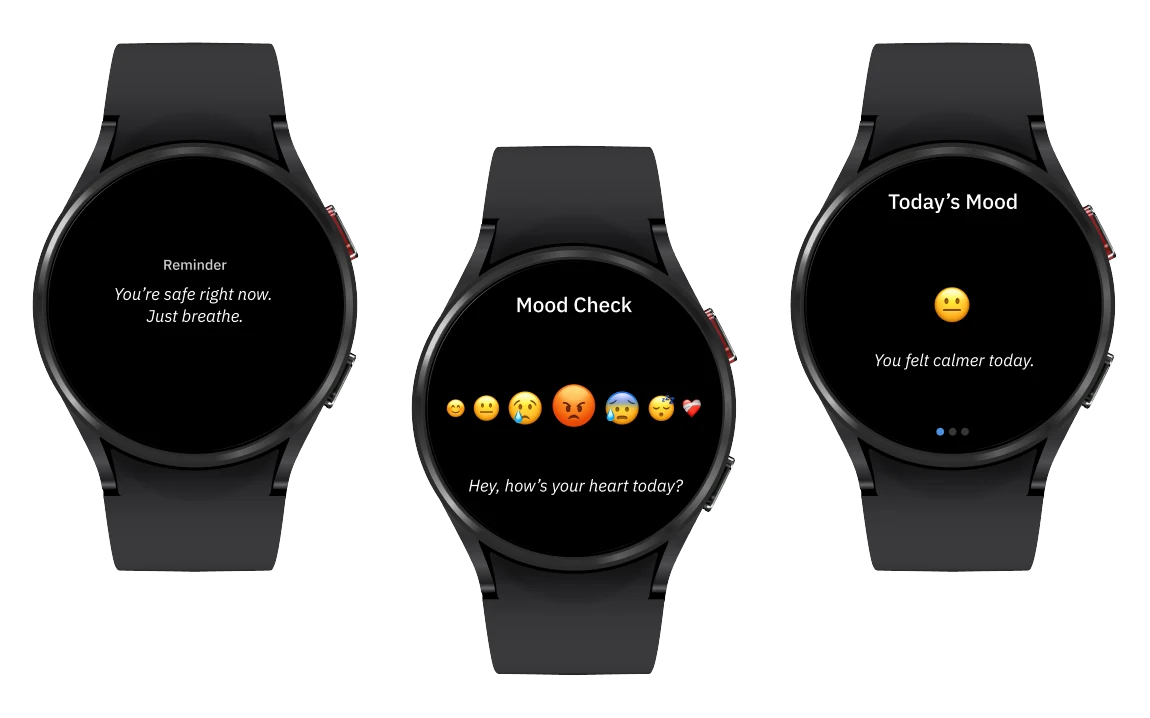 Reminder
You’re safe right now.
Just breathe.
Mood Check
Hey, how’s your heart today?
Today’s Mood
You felt calmer today.